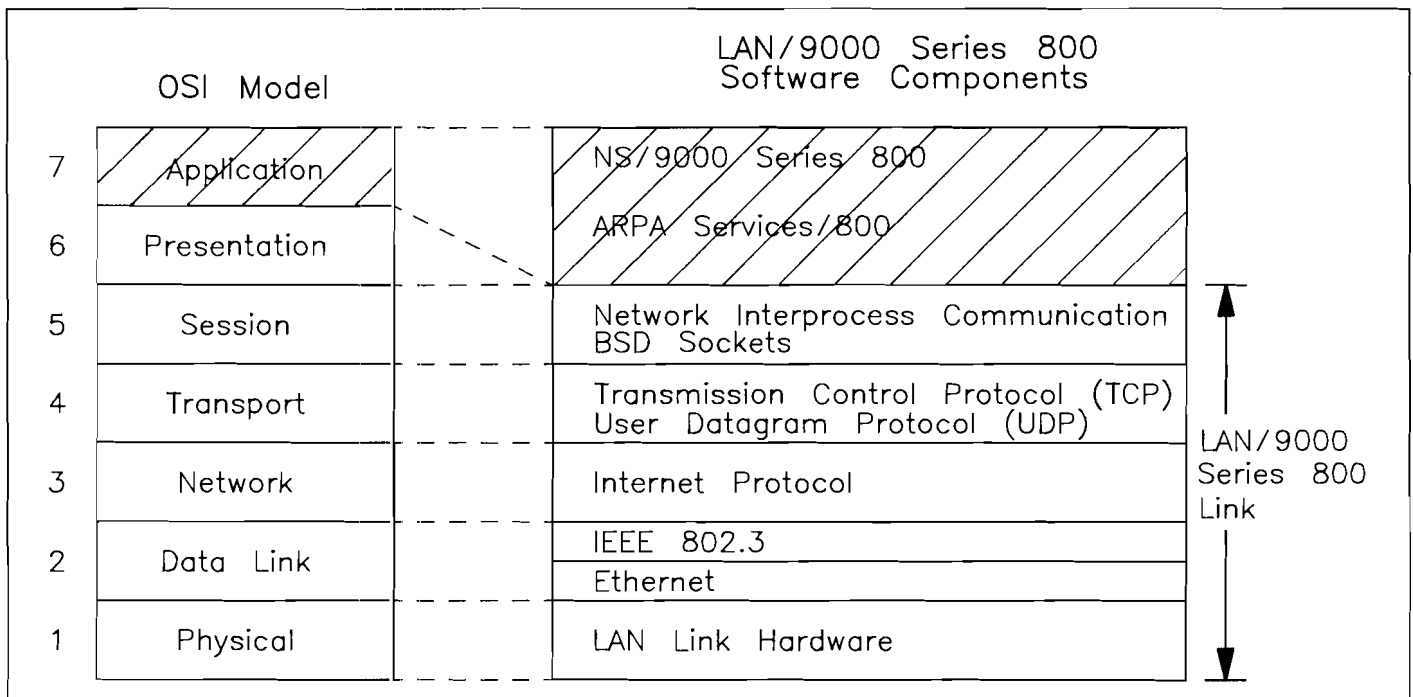 OSI Model
LAN/9000 Series 800
Software Components
7
Application
NS/9000 Series 800
ARPA Services/800
6
Presentation
5
Session
Network Interprocess Communication
BSD Sockets
4
Transport
Transmission Control Protocol (TCP)
User Datagram Protocol (UDP)
3
Network
Internet Protocol
2
Data Link
IEEE 802.3
Ethernet
1
Physical
LAN Link Hardware
LAN/9000
Series 800
Link